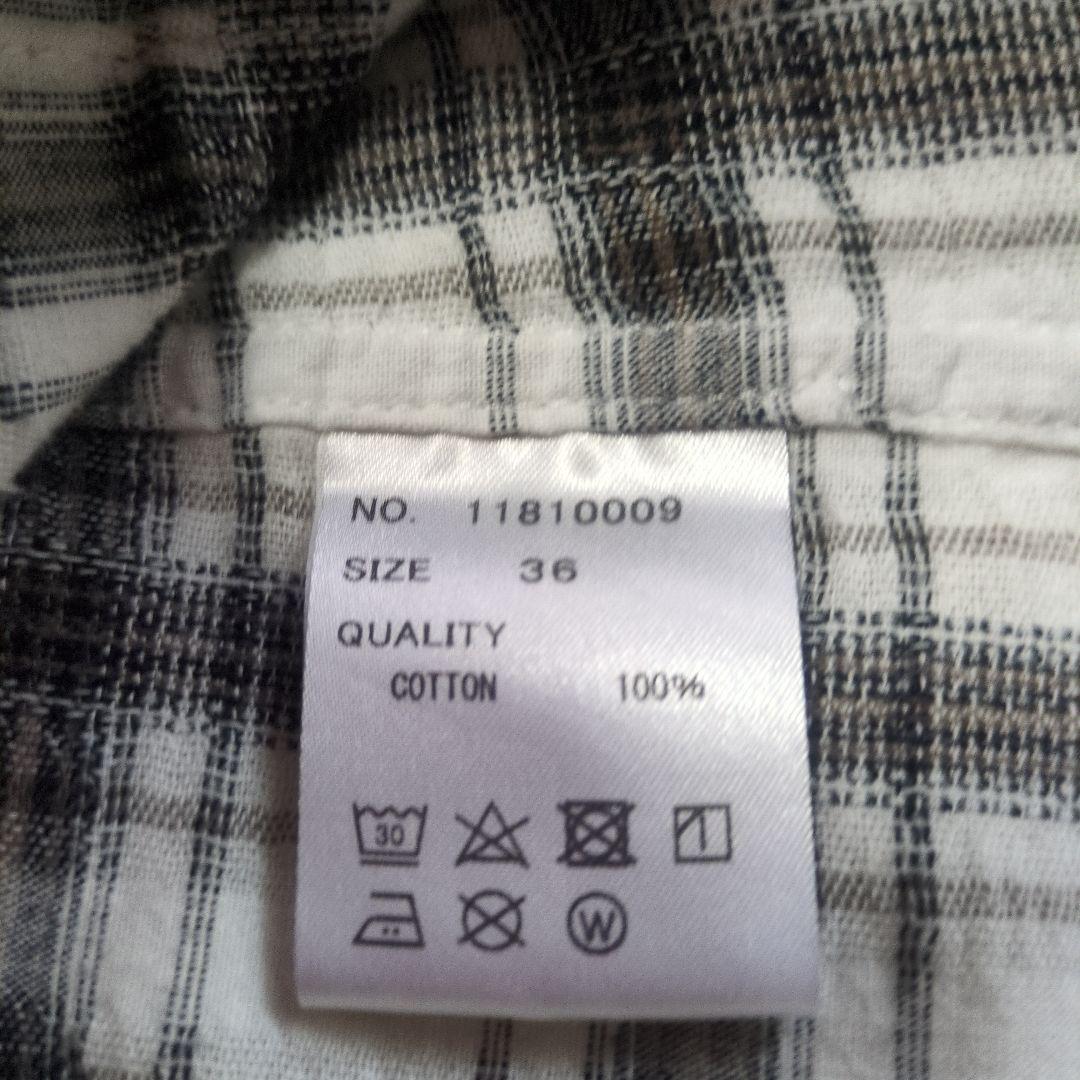 NO. 11810009
SIZE 36
QUALITY
COTTON 100%
30
W